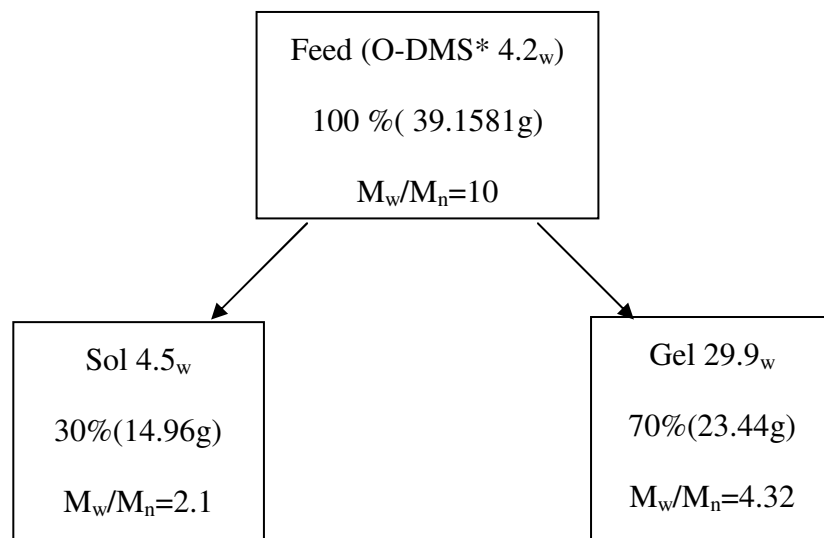 Feed (O-DMS* 4.2w)
100 %( 39.1581g)
Mw/Mn=10
Sol 4.5w
30%(14.96g)
Mw/Mn=2.1
Gel 29.9w
70%(23.44g)
Mw/Mn=4.32